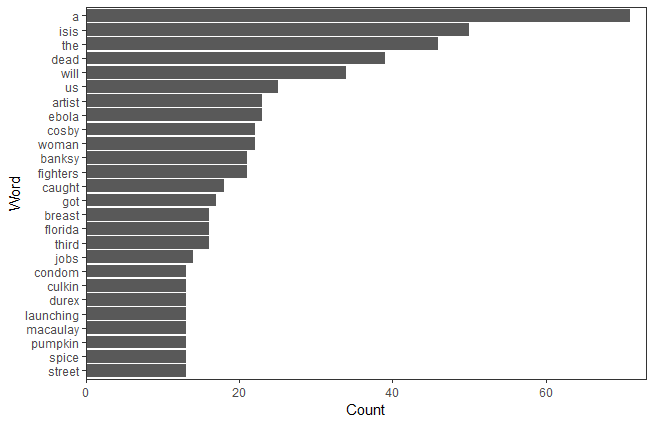 a
isis
the
dead
will
us
artist
ebola
cosby
woman
banksy
fighters
caught
got
breast
florida
third
jobs
condom
culkin
durex
launching
macaulay
pumpkin
spice
street
Word
0 20 40 60
Count